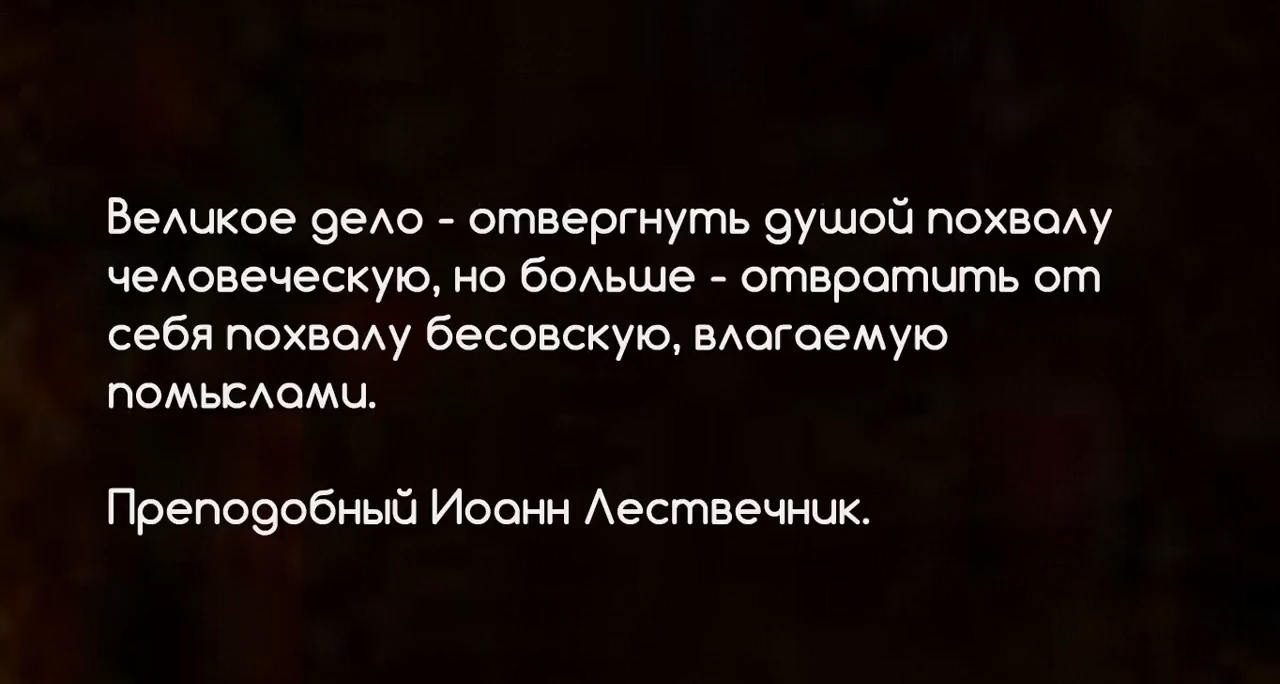 Великое дело - отвергнуть душой похвалу
человеческую, но больше - отвратить от
себя похвалу бесовскую, влагаемую
помыслами.
Преподобный Иоанн Лествечник.